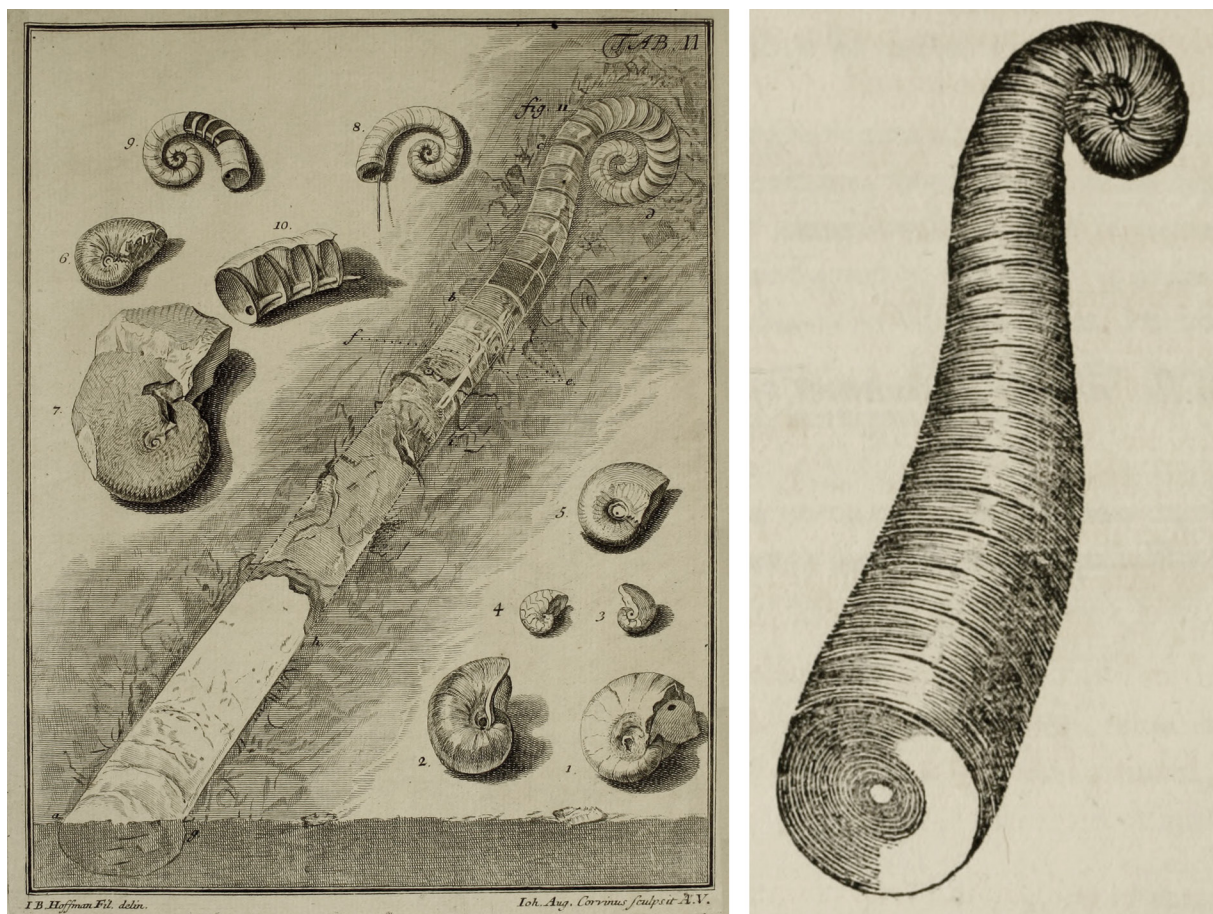 TAB. II
fig. 11
c
9.
8.
d
10.
6.
b
f
e.
7.
5.
4
3
h.
2.
1.
a
g.
I B. Hoffman Fil. delin.
Ioh. Aug. Corvinus sculpsit A.V.